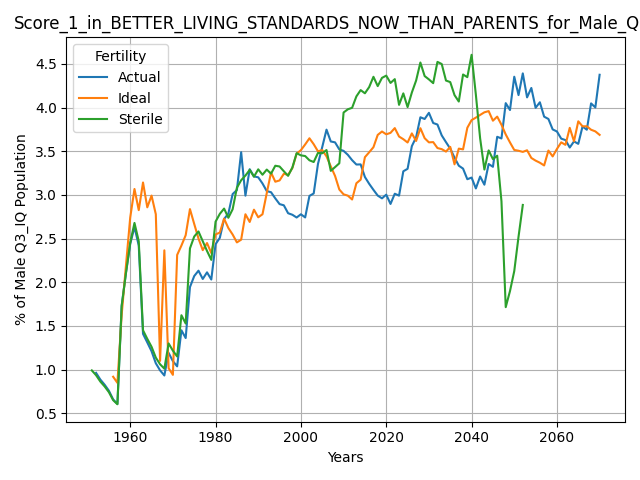 Score_1_in_BETTER_LIVING_STANDARDS_NOW_THAN_PARENTS_for_Male_Q
Fertility
Actual
Ideal
Sterile
4.5
4.0
3.5
3.0
2.5
2.0
1.5
1.0
0.5
% of Male Q3_IQ Population
1960 1980 2000 2020 2040 2060
Years